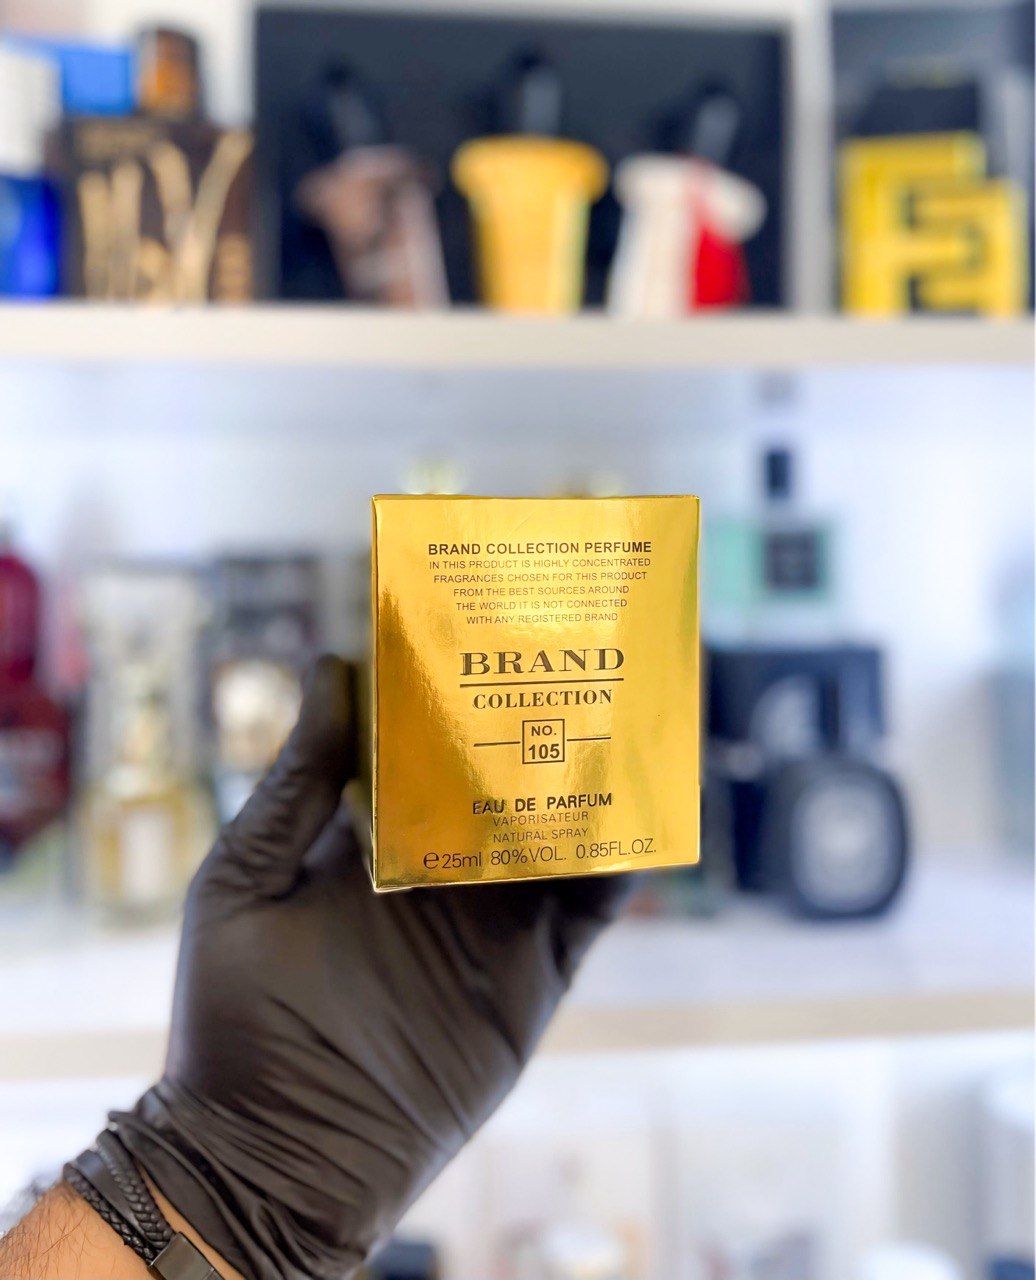 BRAND COLLECTION PERFUME
IN THIS PRODUCT IS HIGHLY CONCENTRATED
FRAGRANCES CHOSEN FOR THIS PRODUCT
FROM THE BEST SOURCES AROUND
THE WORLD IT IS NOT CONNECTED
WITH ANY REGISTERED BRAND
BRAND
COLLECTION
NO.
105
EAU DE PARFUM
VAPORISATEUR
NATURAL SPRAY
e25ml 80%VOL. 0.85FL.OZ.